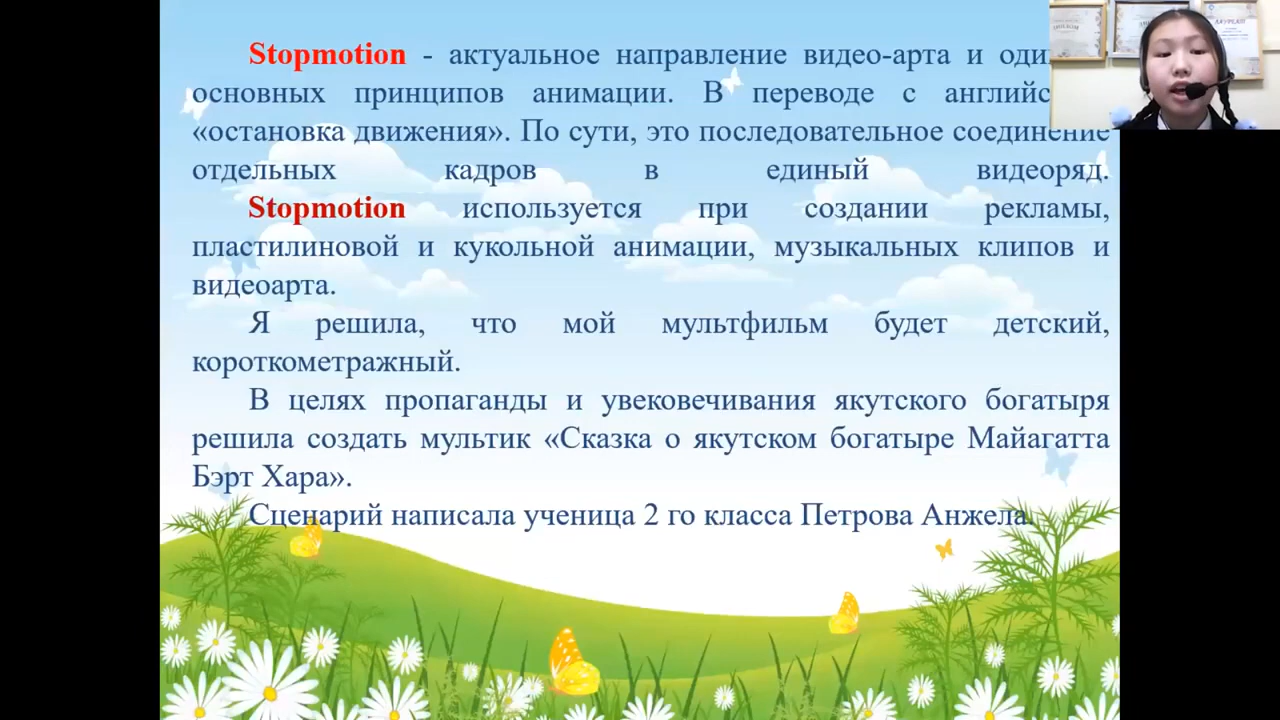 Stopmotion - актуальное направление видео-арта и
основных принципов анимации. В переводе с
«остановка движения». По сути, это последовательное соединение
отдельных кадров в единый видеоряд.
Stopmotion используется при создании рекламы,
пластилиновой и кукольной анимации, музыкальных клипов и
видеоарта.
Я решила, что мой мультфильм будет детский,
короткометражный.
В целях пропаганды и увековечивания якутского богатыря
решила создать мультик «Сказка о якутском богатыре Майагатта
Бэрт Хара».
Сценарий написала ученица 2 го класса Петрова Анжела.